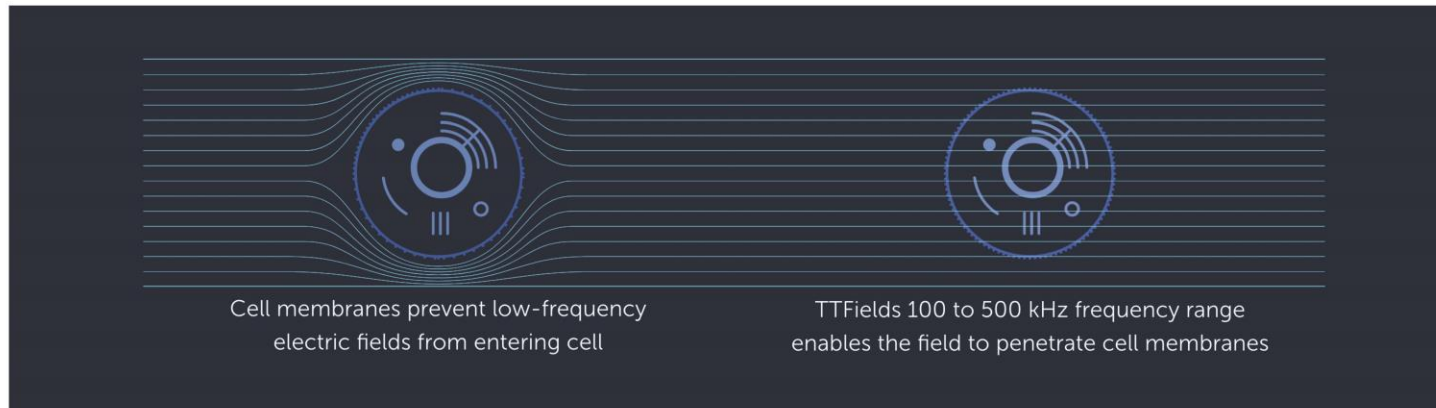 Cell membranes prevent low-frequency
electric fields from entering cell
TTFields 100 to 500 kHz frequency range
enables the field to penetrate cell membranes